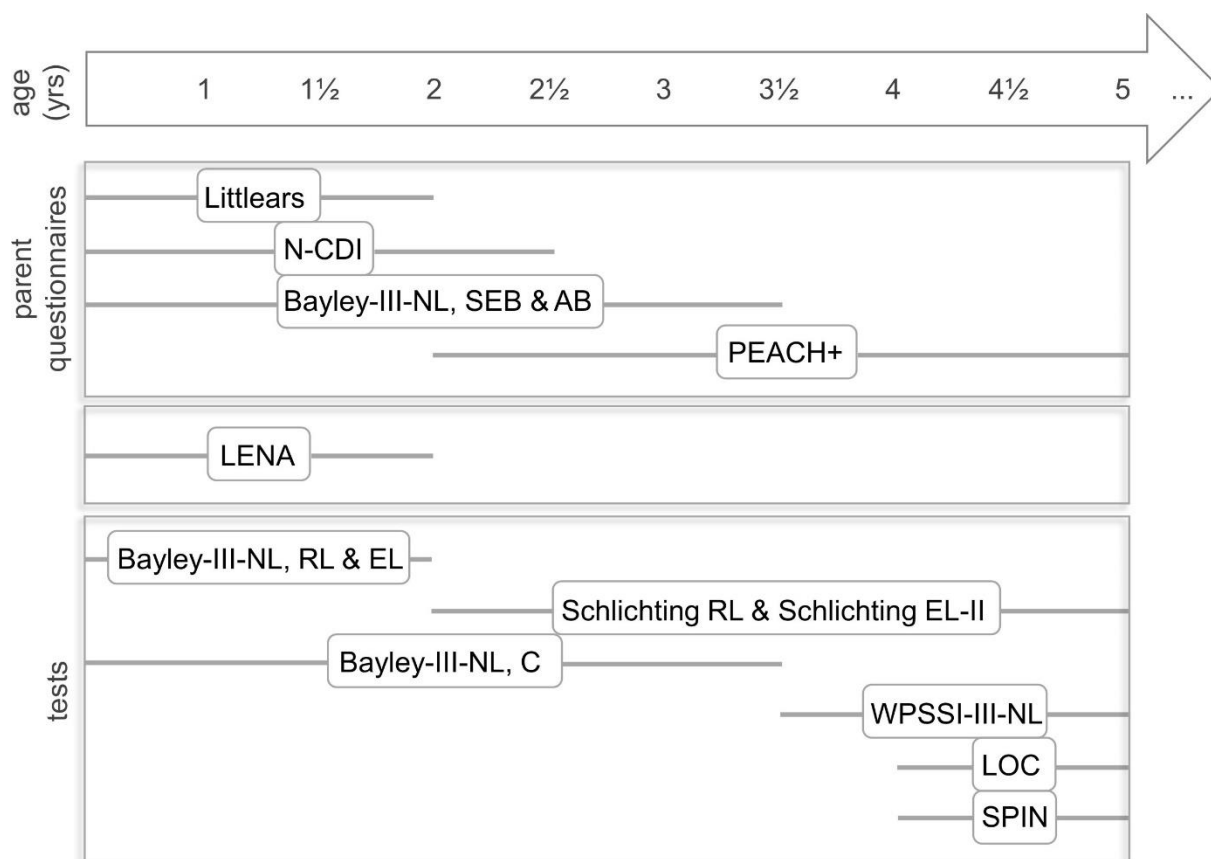 age
(yrs)
1 1½ 2 2½ 3 3½ 4 4½ 5 ...
parent
questionnaires
Littlears
N-CDI
Bayley-III-NL, SEB & AB
PEACH+
LENA
tests
Bayley-III-NL, RL & EL
Schlichting RL & Schlichting EL-II
Bayley-III-NL, C
WPSSI-III-NL
LOC
SPIN